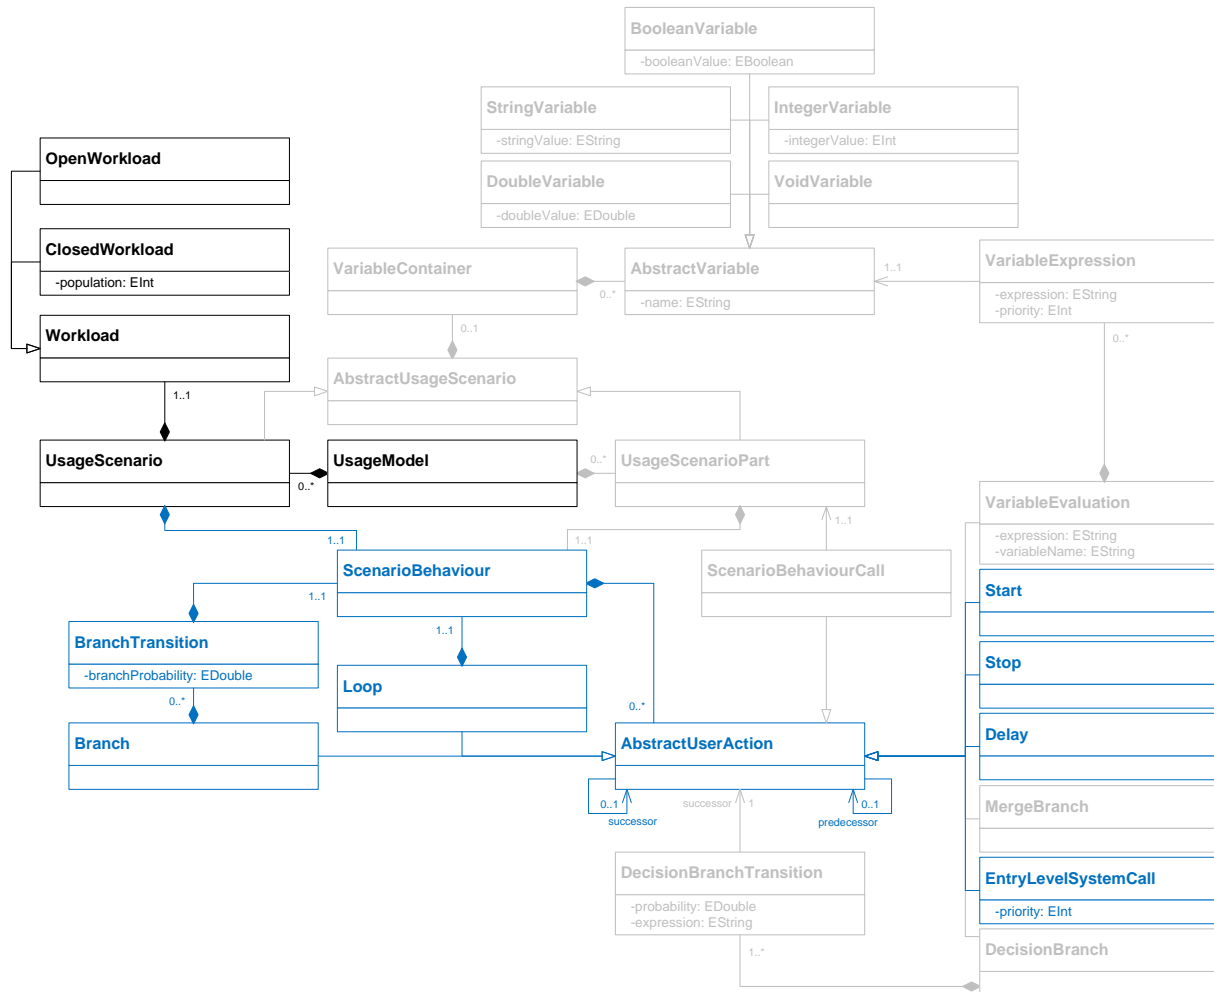 BooleanVariable
-booleanValue: EBoolean
StringVariable
-stringValue: EString
IntegerVariable
-integerValue: EInt
OpenWorkload
DoubleVariable
-doubleValue: EDouble
VoidVariable
ClosedWorkload
-population: EInt
VariableContainer
0..*
AbstractVariable
-name: EString
1..1
VariableExpression
-expression: EString
-priority: EInt
Workload
0..1
0..*
AbstractUsageScenario
1..1
UsageScenario
0..*
UsageModel
0..*
UsageScenarioPart
VariableEvaluation
-expression: EString
-variableName: EString
1..1
1..1
1..1
ScenarioBehaviour
1..1
ScenarioBehaviourCall
Start
BranchTransition
-branchProbability: EDouble
1..1
Loop
Stop
0..*
0..*
Branch
AbstractUserAction
Delay
0..1
successor
successor
1
0..1
predecessor
MergeBranch
DecisionBranchTransition
-probability: EDouble
-expression: EString
EntryLevelSystemCall
-priority: EInt
1..*
DecisionBranch